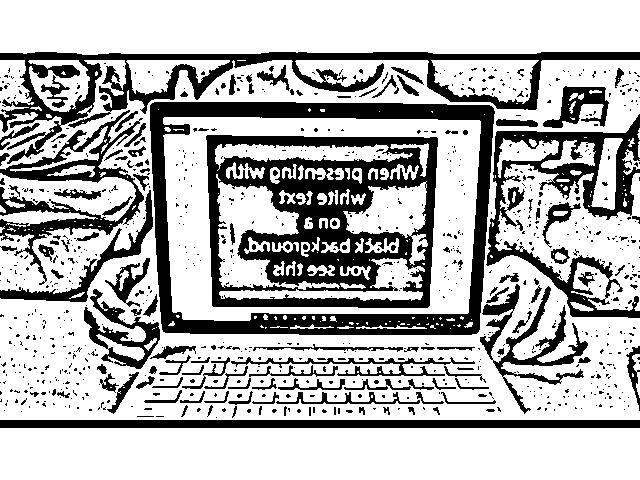 When presenting with
white text
on a
black background,
you see this